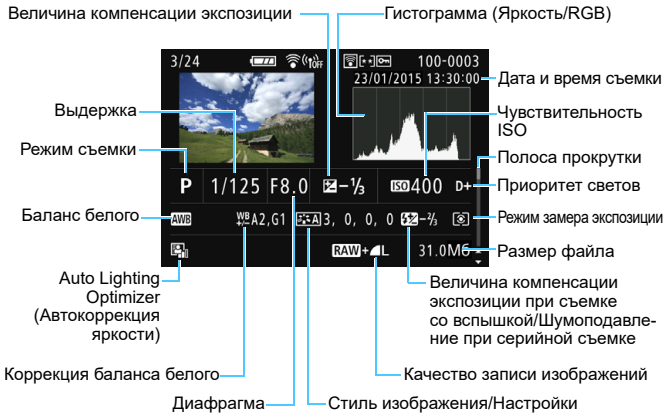 Величина компенсации экспозиции
Гистограмма (Яркость/RGB)
3/24
OFF
100-0003
23/01/2015 13:30:00
Дата и время съемки
Выдержка
Чувствительность
ISO
Режим съемки
Полоса прокрутки
P 1/125 F8.0 -⅓ ISO 400 D+
Приоритет светов
Баланс белого
AWB WB A2,G1 A 3, 0, 0, 0 -⅔
Режим замера экспозиции
RAW+L 31.0Мб
Размер файла
Auto Lighting
Optimizer
(Автокоррекция
яркости)
Величина компенсации
экспозиции при съемке
со вспышкой/Шумоподавле-
ние при серийной съемке
Коррекция баланса белого
Качество записи изображений
Диафрагма
Стиль изображения/Настройки